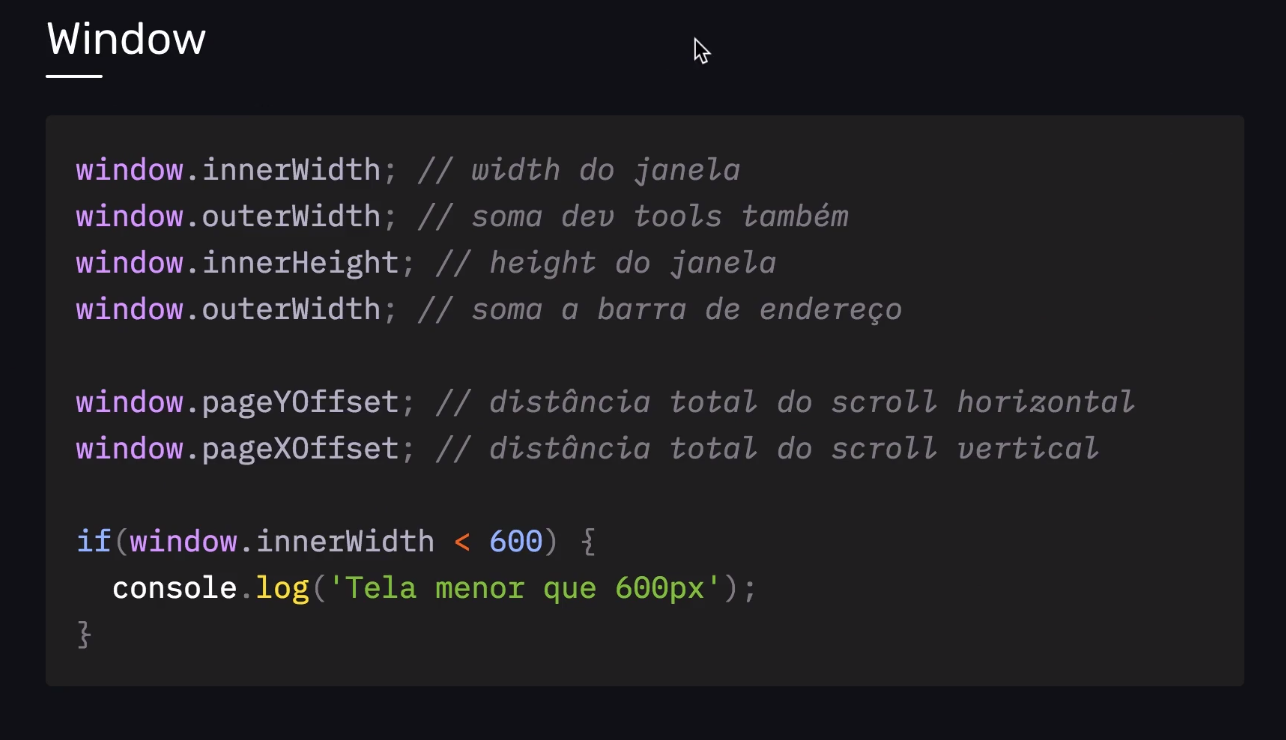 Window
window.innerWidth; // width do janela
window.outerWidth; // soma dev tools também
window.innerHeight; // height do janela
window.outerWidth; // soma a barra de endereço
window.pageYOffset; // distância total do scroll horizontal
window.pageXOffset; // distância total do scroll vertical
if(window.innerWidth < 600) {
  console.log('Tela menor que 600px');
}